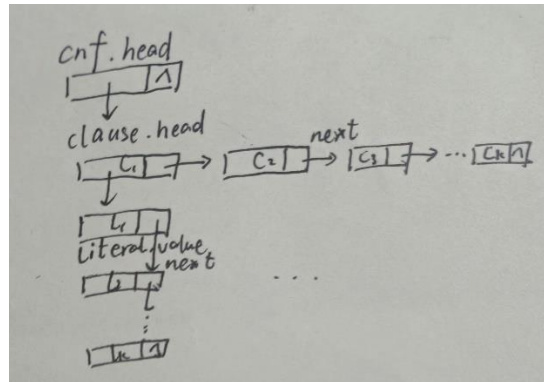 cnf.head
∧
clause.head
next
C₁ C₂ C₃ ... Cₖ ∧
L₁
literal.value
next
L₂
...
⋮
Lₖ ∧